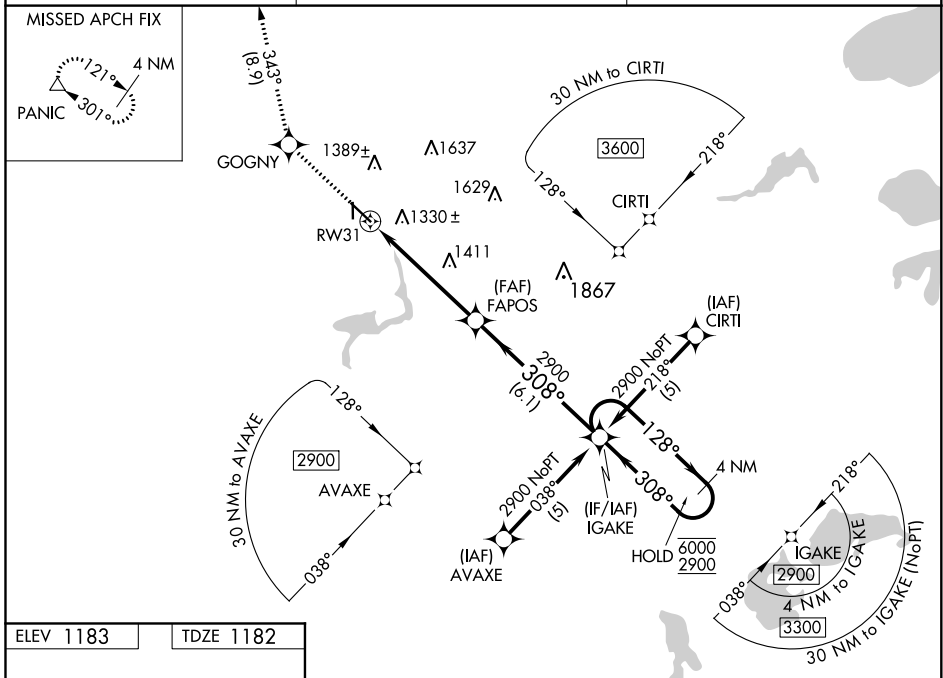 MISSED APCH FIX
4 NM
121°
PANIC
301°
343°
(8.9)
GOGNY
1389±
1637
1629
RW31
1330 ±
1411
1867
30 NM to CIRTI
3600
218°
128°
CIRTI
(FAF)
FAPOS
(IAF)
CIRTI
2900
308°
(6.1)
2900 NoPT
218°
(5)
128°
4 NM
308°
2900 NoPT
038°
(5)
(IF/IAF)
IGAKE
(IAF)
AVAXE
HOLD
6000
2900
30 NM to AVAXE
128°
2900
AVAXE
038°
218°
IGAKE
2900
038°
4 NM to IGAKE
3300
30 NM to IGAKE (NoPT)
ELEV 1183
TDZE 1182